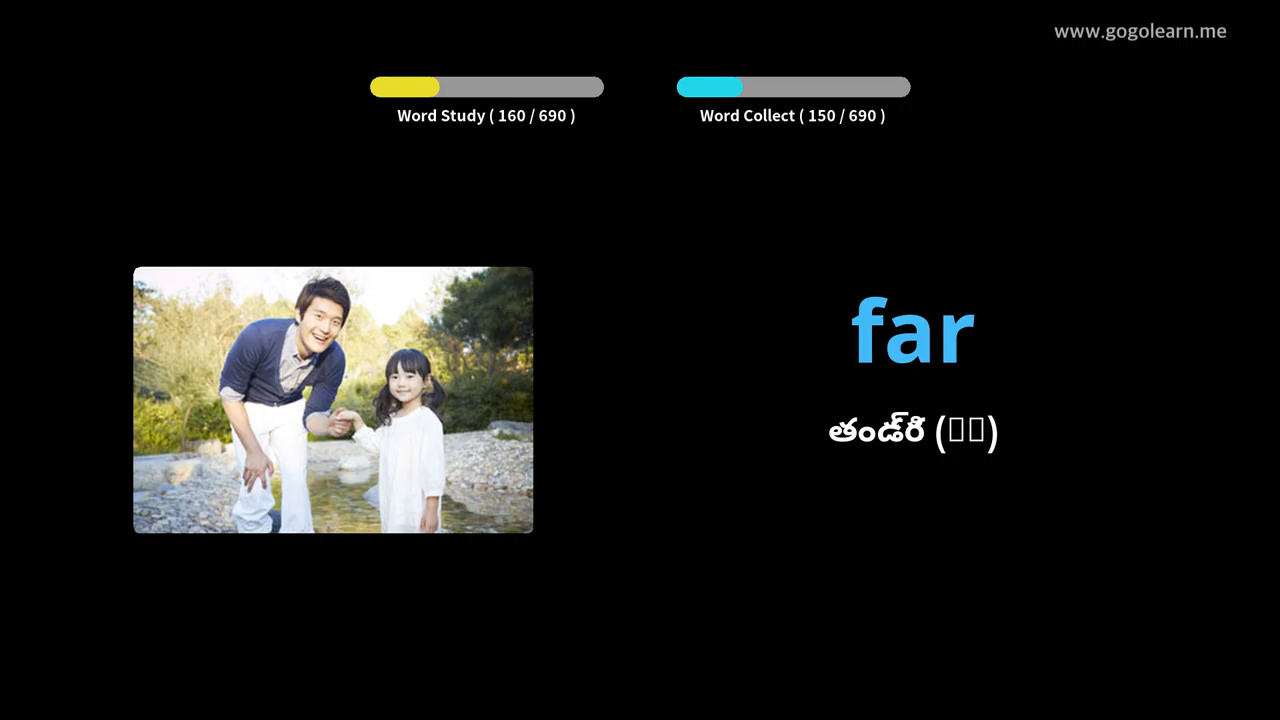 www.gogolearn.me
Word Study ( 160 / 690 )
Word Collect ( 150 / 690 )
far
తండ్రి (▯▯)